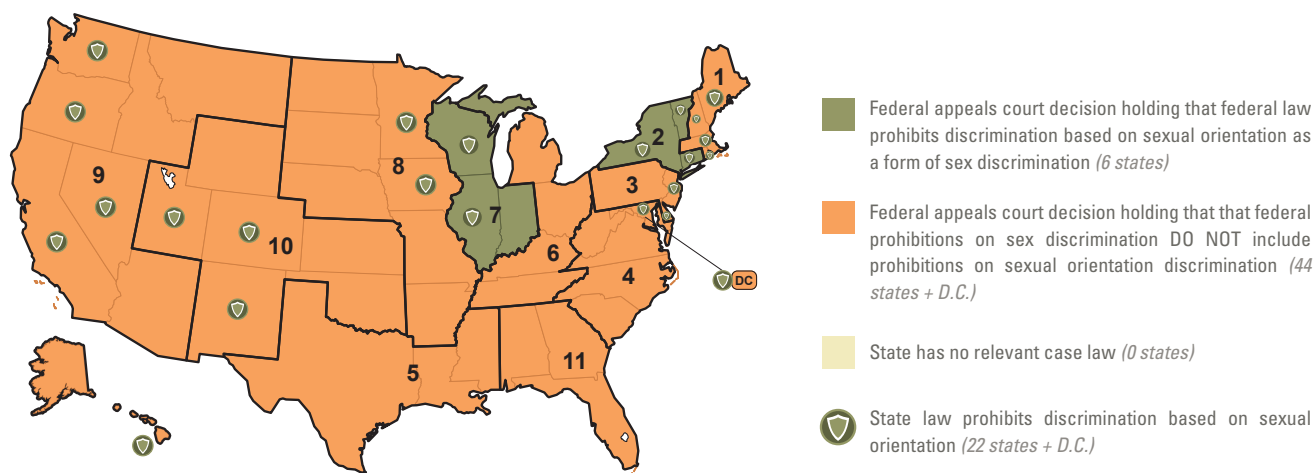 1
2
3
8
9
7
10
6
4
DC
11
5
Federal appeals court decision holding that federal law
prohibits discrimination based on sexual orientation as
a form of sex discrimination (6 states)
Federal appeals court decision holding that that federal
prohibitions on sex discrimination DO NOT include
prohibitions on sexual orientation discrimination (44
states + D.C.)
State has no relevant case law (0 states)
State law prohibits discrimination based on sexual
orientation (22 states + D.C.)